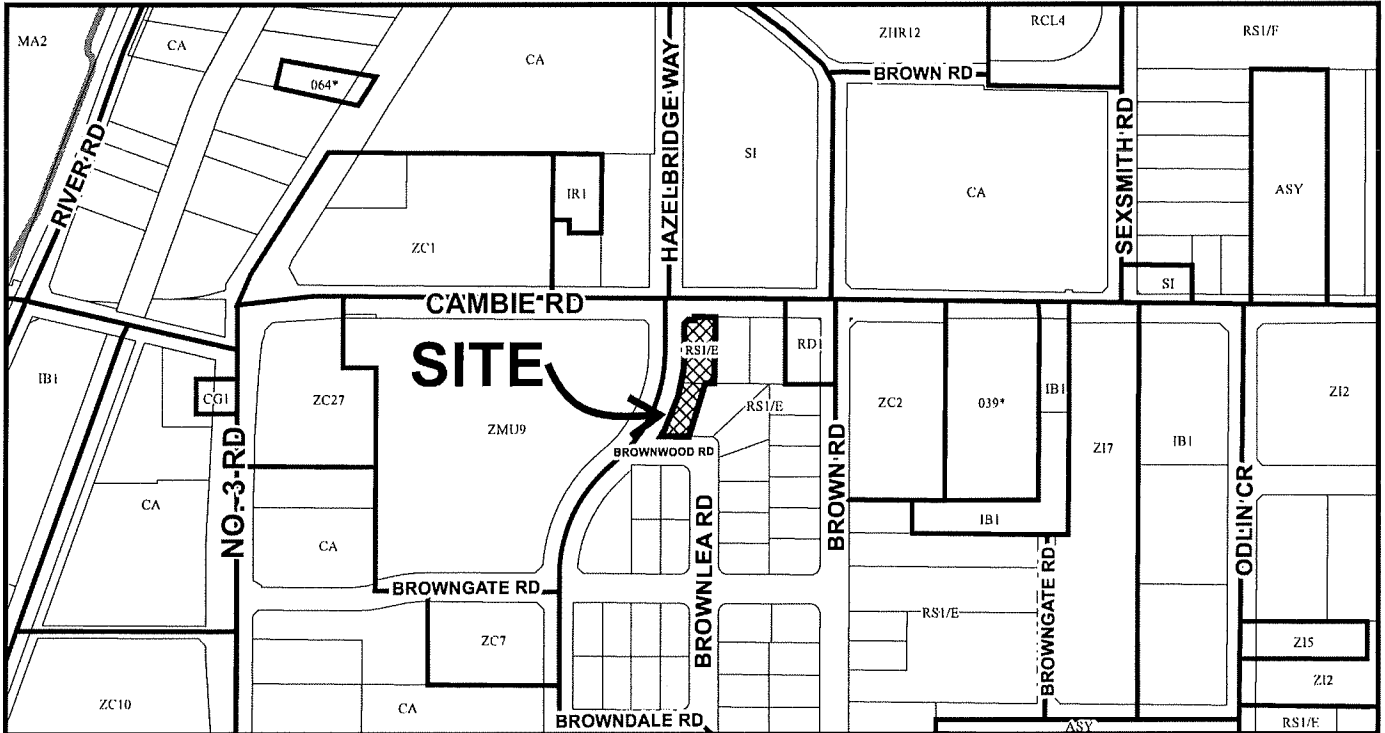 MA2
CA
064*
CA
ZHR12
RCL4
RS1/F
BROWN RD
RIVER RD
HAZELBRIDGE WAY
SI
CA
SEXSMITH RD
ASY
IR1
ZC1
SI
CAMBIE RD
SITE
RS1/E
RD1
IB1
CG1
ZC27
ZMU9
RS1/E
ZC2
039*
IB1
ZI7
IB1
ZI2
BROWNWOOD RD
NO. 3 RD
CA
CA
BROWNLEA RD
BROWN RD
IB1
ODLIN CR
BROWNGATE RD
BROWNGATE RD
RS1/E
ZC7
ZI5
ZI2
ZC10
CA
BROWNDALE RD
ASY
RS1/E